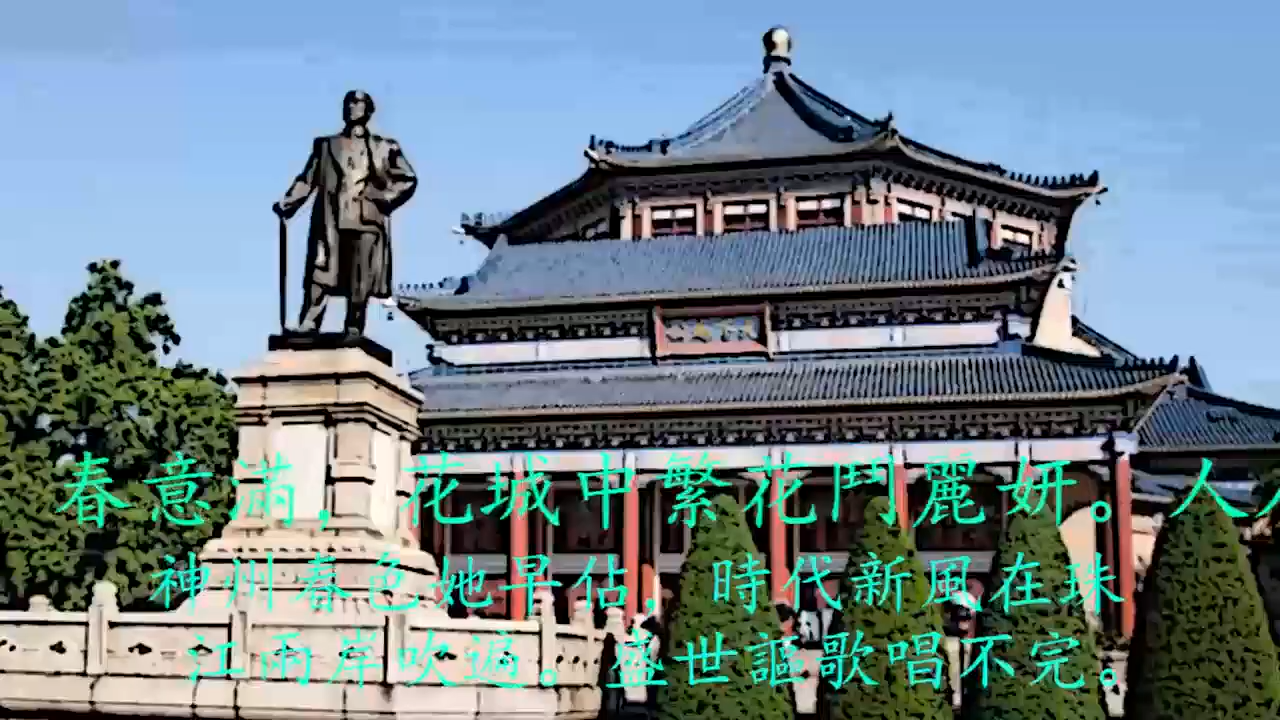 春意滿，花城中繁花鬥麗妍。人人
神州春色她早佔，時代新風在珠
江兩岸吹遍。盛世謳歌唱不完。